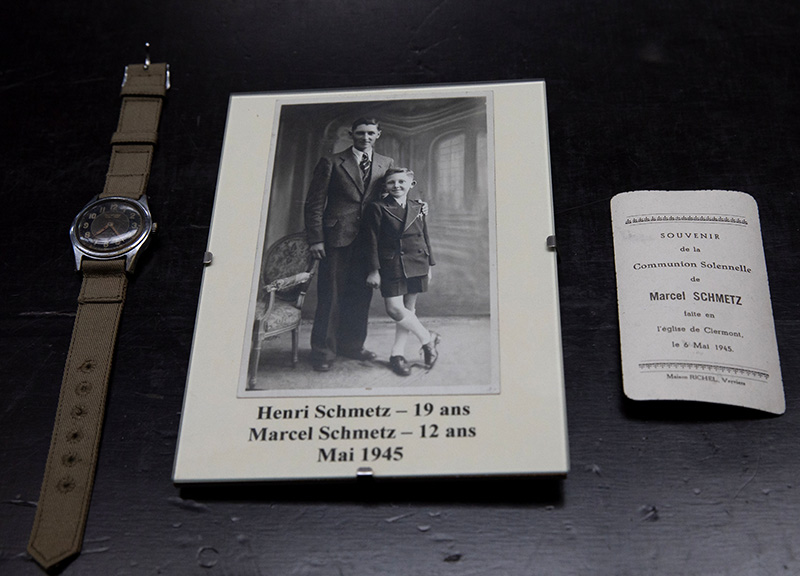 Henri Schmetz – 19 ans
Marcel Schmetz – 12 ans
Mai 1945
SOUVENIR
de la
Communion Solennelle
de
Marcel SCHMETZ
faite en
l'église de Clermont,
le 6 Mai 1945.
Maison